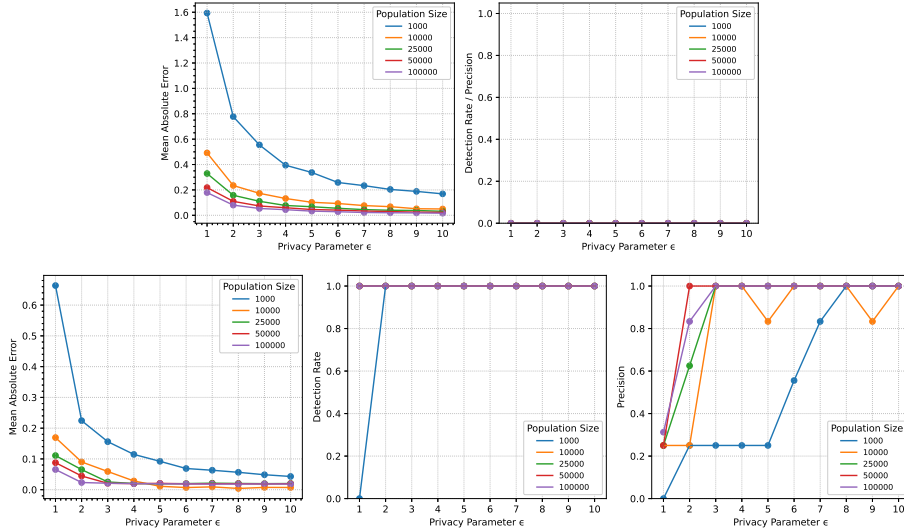 Mean Absolute Error
1.6
1.4
1.2
1.0
0.8
0.6
0.4
0.2
0.0
1 2 3 4 5 6 7 8 9 10
Privacy Parameter ϵ
Population Size
1000
10000
25000
50000
100000
Detection Rate / Precision
1.0
0.8
0.6
0.4
0.2
0.0
1 2 3 4 5 6 7 8 9 10
Privacy Parameter ϵ
Population Size
1000
10000
25000
50000
100000
Mean Absolute Error
0.6
0.5
0.4
0.3
0.2
0.1
0.0
1 2 3 4 5 6 7 8 9 10
Privacy Parameter ϵ
Population Size
1000
10000
25000
50000
100000
Detection Rate
1.0
0.8
0.6
0.4
0.2
0.0
1 2 3 4 5 6 7 8 9 10
Privacy Parameter ϵ
Population Size
1000
10000
25000
50000
100000
Precision
1.0
0.8
0.6
0.4
0.2
0.0
1 2 3 4 5 6 7 8 9 10
Privacy Parameter ϵ
Population Size
1000
10000
25000
50000
100000